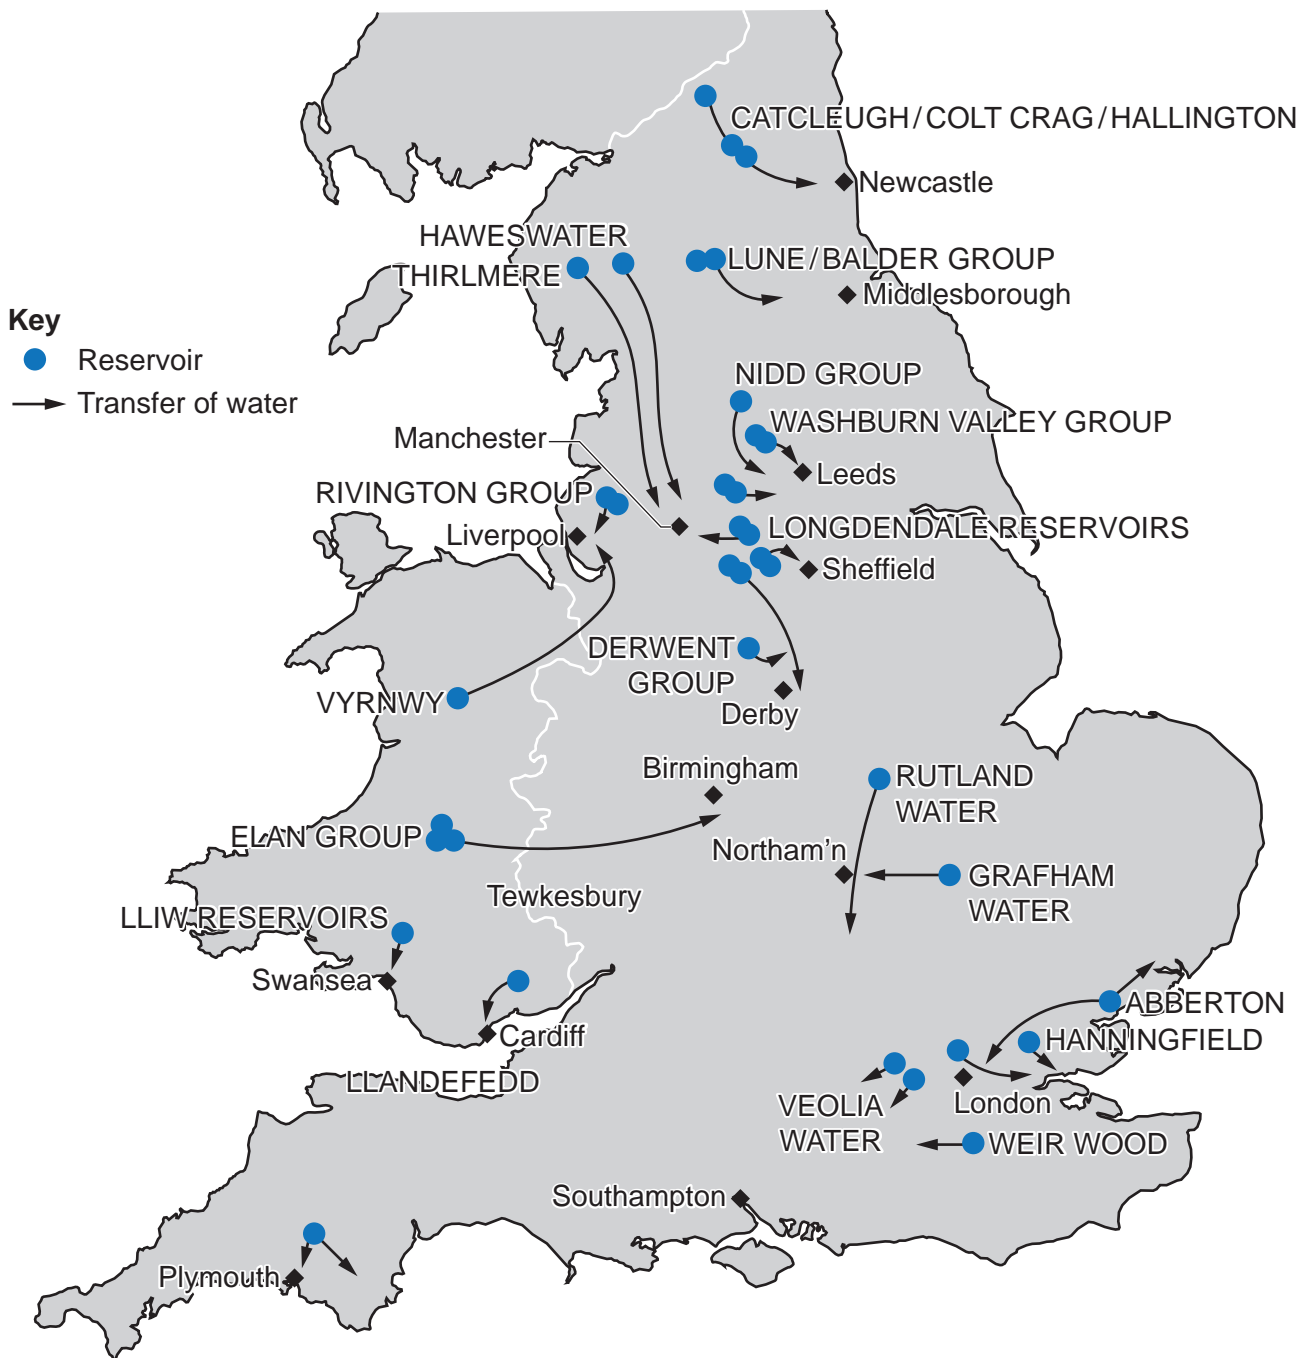 CATCLEUGH/COLT CRAG/HALLINGTON
Newcastle
HAWESWATER
THIRLMERE
LUNE/BALDER GROUP
Middlesborough
Key
Reservoir
Transfer of water
NIDD GROUP
WASHBURN VALLEY GROUP
Manchester
Leeds
RIVINGTON GROUP
Liverpool
LONGDENDALE RESERVOIRS
Sheffield
DERWENT
GROUP
VYRNWY
Derby
Birmingham
RUTLAND
WATER
ELAN GROUP
Northam'n
GRAFHAM
WATER
Tewkesbury
LLIW RESERVOIRS
Swansea
ABBERTON
Cardiff
HANNINGFIELD
LLANDEFEDD
VEOLIA
WATER
London
WEIR WOOD
Southampton
Plymouth